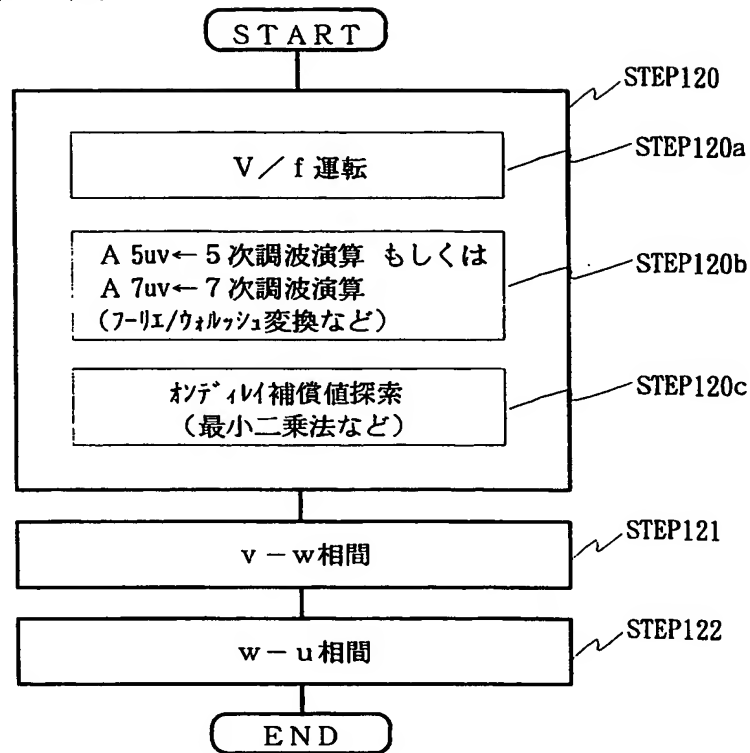 START
STEP120
STEP120a
V／f 運転
A 5uv← 5 次調波演算 もしくは
A 7uv← 7 次調波演算
(ﾌｰﾘｴ/ｳｫﾙｯｼｭ変換など)
STEP120b
ｵﾝﾃﾞｨﾚｲ補償値探索
(最小二乗法など)
STEP120c
v－w相間
STEP121
w－u相間
STEP122
END